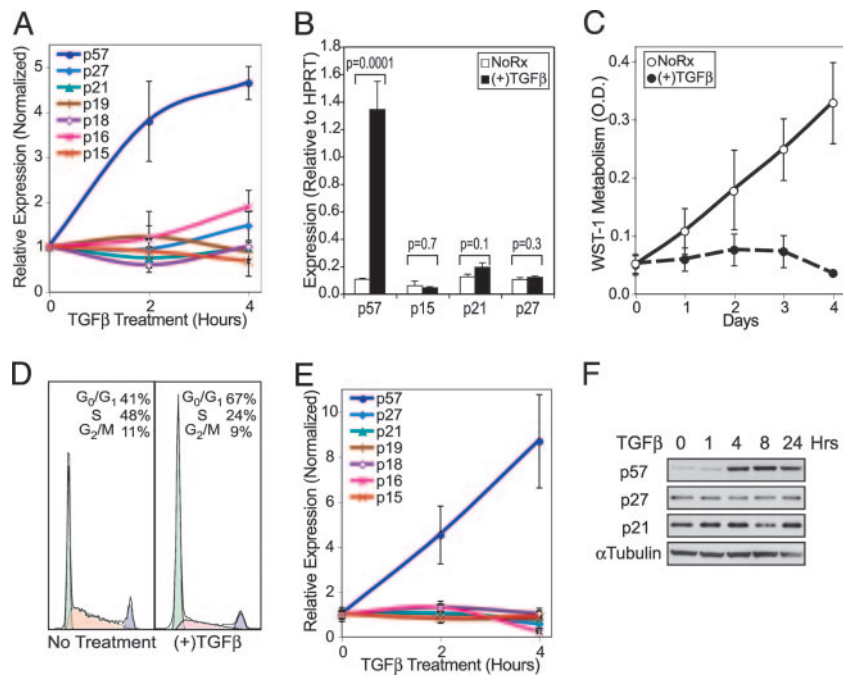 A
Relative Expression (Normalized)
5
4
3
2
1
0
p57
p27
p21
p19
p18
p16
p15
0 2 4
TGFβ Treatment (Hours)
B
Expression (Relative to HPRT)
1.8
1.6
1.4
1.2
1.0
0.8
0.6
0.4
0.2
0.0
NoRx
(+)TGFβ
p=0.0001
p=0.7
p=0.1
p=0.3
p57 p15 p21 p27
C
WST-1 Metabolism (O.D.)
0.4
0.3
0.2
0.1
0.0
NoRx
(+)TGFβ
0 1 2 3 4
Days
D
G0/G1 41%
S 48%
G2/M 11%
G0/G1 67%
S 24%
G2/M 9%
No Treatment (+)TGFβ
E
Relative Expression (Normalized)
10
8
6
4
2
0
p57
p27
p21
p19
p18
p16
p15
0 2 4
TGFβ Treatment (Hours)
F
TGFβ 0 1 4 8 24 Hrs
p57
p27
p21
αTubulin